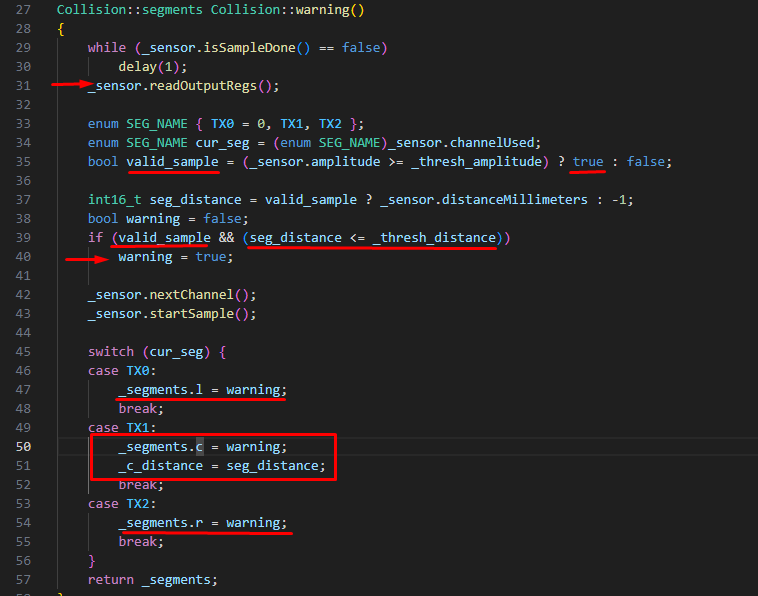 27 Collision::segments Collision::warning()
28 {
29     while (_sensor.isSampleDone() == false)
30         delay(1);
31     _sensor.readOutputRegs();
32
33     enum SEG_NAME { TX0 = 0, TX1, TX2 };
34     enum SEG_NAME cur_seg = (enum SEG_NAME)_sensor.channelUsed;
35     bool valid_sample = (_sensor.amplitude >= _thresh_amplitude) ? true : false;
36
37     int16_t seg_distance = valid_sample ? _sensor.distanceMillimeters : -1;
38     bool warning = false;
39     if (valid_sample && (seg_distance <= _thresh_distance))
40         warning = true;
41
42     _sensor.nextChannel();
43     _sensor.startSample();
44
45     switch (cur_seg) {
46     case TX0:
47         _segments.l = warning;
48         break;
49     case TX1:
50         _segments.c = warning;
51         _c_distance = seg_distance;
52         break;
53     case TX2:
54         _segments.r = warning;
55         break;
56     }
57     return _segments;
58 }